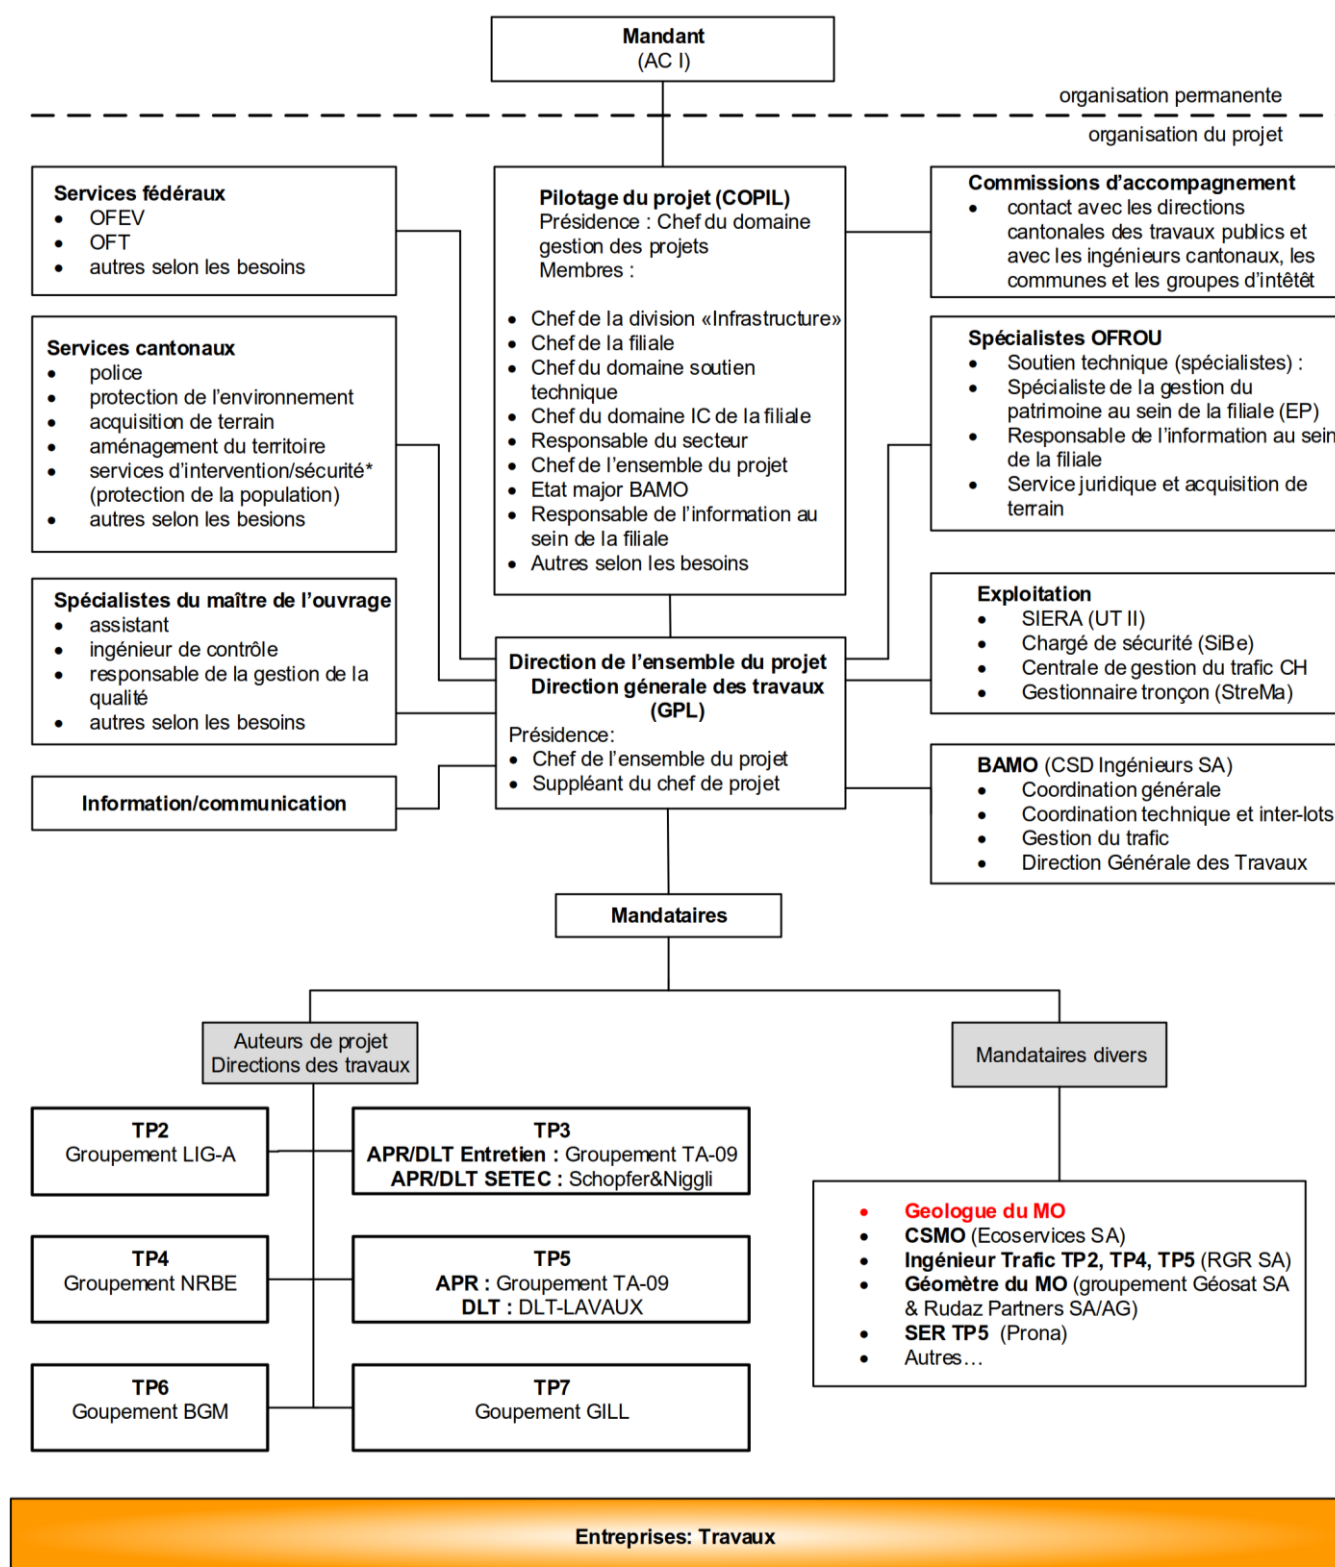 Mandant
(AC I)
organisation permanente
organisation du projet
Services fédéraux
• OFEV
• OFT
• autres selon les besoins
Pilotage du projet (COPIL)
Présidence : Chef du domaine
gestion des projets
Membres :
• Chef de la division «Infrastructure»
• Chef de la filiale
• Chef du domaine soutien
technique
• Chef du domaine IC de la filiale
• Responsable du secteur
• Chef de l'ensemble du projet
• Etat major BAMO
• Responsable de l'information au
sein de la filiale
• Autres selon les besoins
Commissions d'accompagnement
• contact avec les directions
cantonales des travaux publics et
avec les ingénieurs cantonaux, les
communes et les groupes d'intêtêt
Services cantonaux
• police
• protection de l'environnement
• acquisition de terrain
• aménagement du territoire
• services d'intervention/sécurité*
(protection de la population)
• autres selon les besions
Spécialistes OFROU
• Soutien technique (spécialistes) :
• Spécialiste de la gestion du
patrimoine au sein de la filiale (EP)
• Responsable de l'information au sein
de la filiale
• Service juridique et acquisition de
terrain
Spécialistes du maître de l'ouvrage
• assistant
• ingénieur de contrôle
• responsable de la gestion de la
qualité
• autres selon les besoins
Direction de l'ensemble du projet
Direction génerale des travaux
(GPL)
Présidence:
• Chef de l'ensemble du projet
• Suppléant du chef de projet
Exploitation
• SIERA (UT II)
• Chargé de sécurité (SiBe)
• Centrale de gestion du trafic CH
• Gestionnaire tronçon (StreMa)
Information/communication
BAMO (CSD Ingénieurs SA)
• Coordination générale
• Coordination technique et inter-lots
• Gestion du trafic
• Direction Générale des Travaux
Mandataires
Auteurs de projet
Directions des travaux
Mandataires divers
TP2
Groupement LIG-A
TP3
APR/DLT Entretien : Groupement TA-09
APR/DLT SETEC : Schopfer&Niggli
TP4
Groupement NRBE
TP5
APR : Groupement TA-09
DLT : DLT-LAVAUX
TP6
Goupement BGM
TP7
Goupement GILL
• Geologue du MO
• CSMO (Ecoservices SA)
• Ingénieur Trafic TP2, TP4, TP5 (RGR SA)
• Géomètre du MO (groupement Géosat SA
& Rudaz Partners SA/AG)
• SER TP5 (Prona)
• Autres…
Entreprises: Travaux